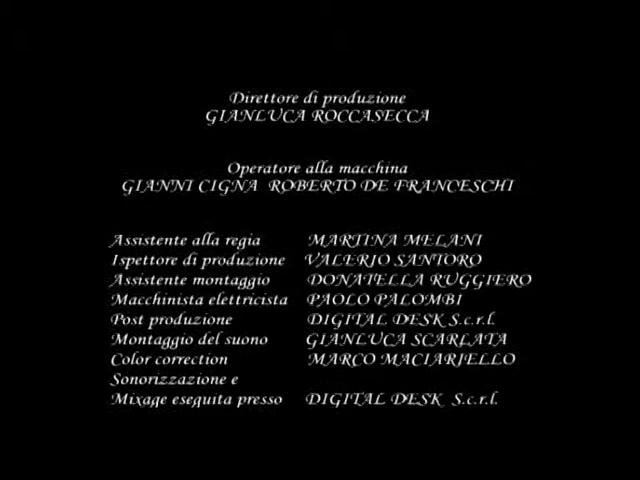 Direttore di produzione
GIANLUCA ROCCASECCA
Operatore alla macchina
GIANNI CIGNA ROBERTO DE FRANCESCHI
Assistente alla regia MARTINA MELANI
Ispettore di produzione VALERIO SANTORO
Assistente montaggio DONATELLA RUGGIERO
Macchinista elettricista PAOLO PALOMBI
Post produzione DIGITAL DESK S.c.r.l.
Montaggio del suono GIANLUCA SCARLATA
Color correction MARCO MACIARIELLO
Sonorizzazione e
Mixage eseguita presso DIGITAL DESK S.c.r.l.